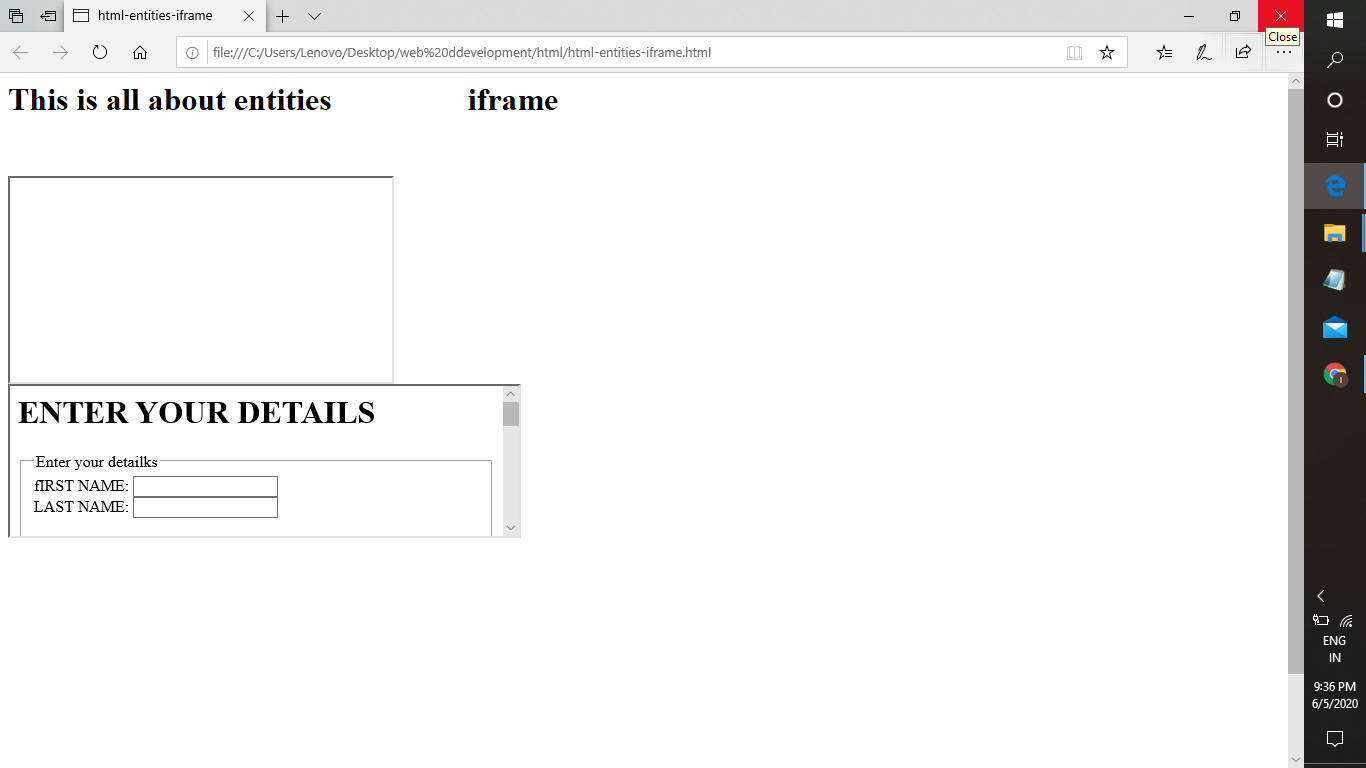 html-entities-iframe
Close
file:///C:/Users/Lenovo/Desktop/web%20ddevelopment/html/html-entities-iframe.html
This is all about entities iframe
ENTER YOUR DETAILS
Enter your detailks
fIRST NAME:
LAST NAME:
ENG
IN
9:36 PM
6/5/2020